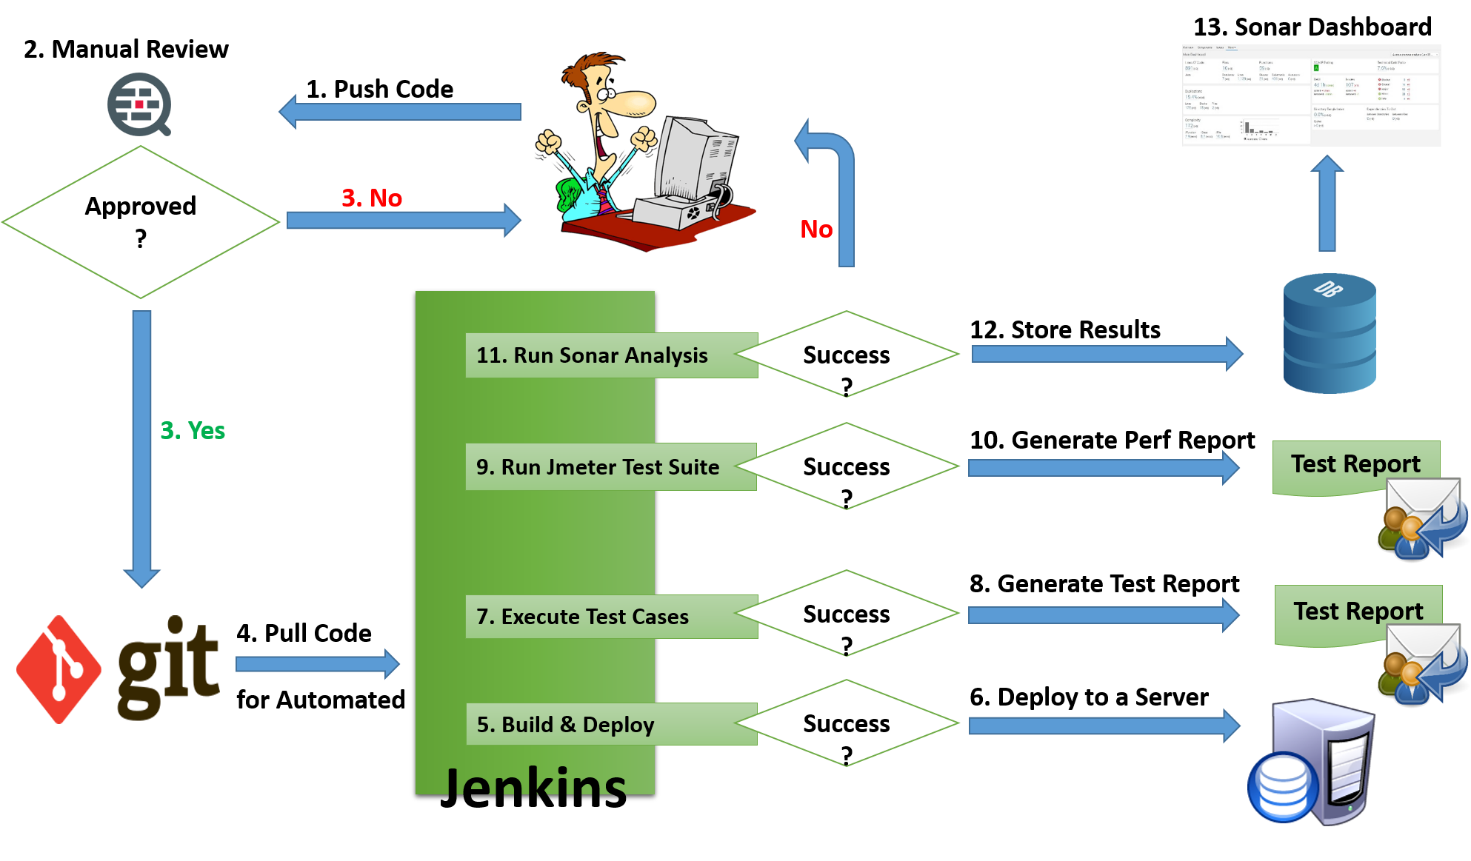 13. Sonar Dashboard
2. Manual Review
1. Push Code
Approved
?
3. No
No
DB
11. Run Sonar Analysis
Success
?
12. Store Results
3. Yes
9. Run Jmeter Test Suite
Success
?
10. Generate Perf Report
Test Report
7. Execute Test Cases
Success
?
8. Generate Test Report
Test Report
git
4. Pull Code
for Automated
5. Build & Deploy
Success
?
6. Deploy to a Server
Jenkins